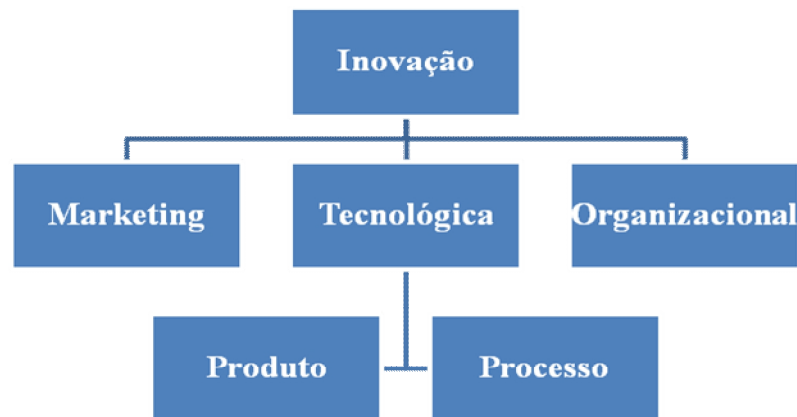 Inovação
Marketing
Tecnológica
Organizacional
Produto
Processo